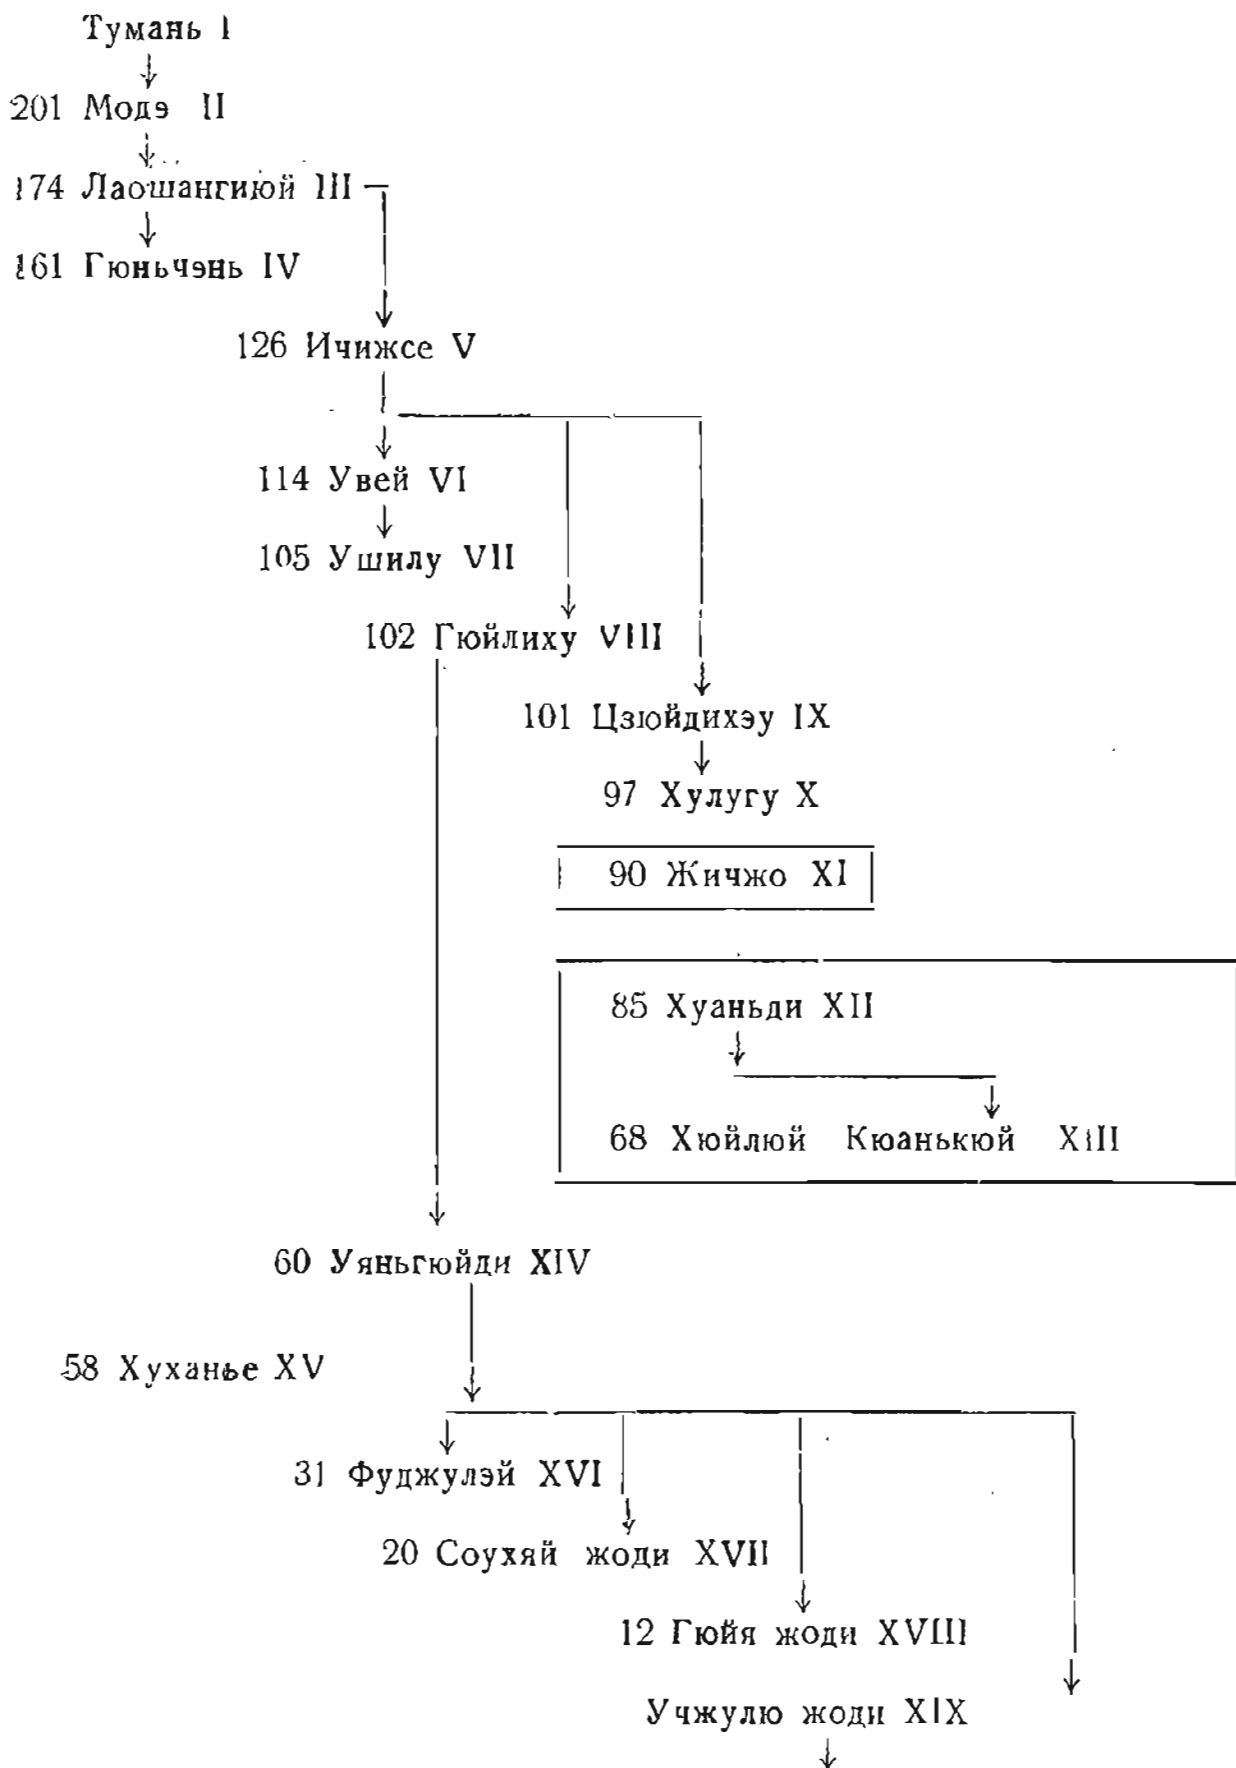 Тумань I
201 Модэ II
174 Лаошангиюй III
161 Гюньчэнь IV
126 Ичижсе V
114 Увей VI
105 Ушилу VII
102 Гюйлиху VIII
101 Цзюйдихэу IX
97 Хулугу X
90 Жичжо XI
85 Хуаньди XII
68 Хюйлюй Кюанькюй XIII
60 Уяньгюйди XIV
58 Хуханье XV
31 Фуджулэй XVI
20 Соухяй жоди XVII
12 Гюйя жоди XVIII
Учжулю жоди XIX